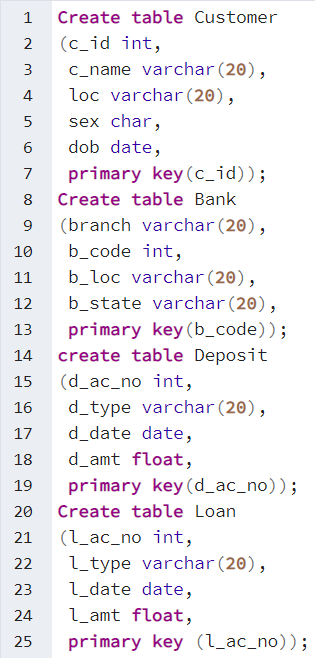 1 Create table Customer
2 (c_id int,
3  c_name varchar(20),
4  loc varchar(20),
5  sex char,
6  dob date,
7  primary key(c_id));
8 Create table Bank
9 (branch varchar(20),
10  b_code int,
11  b_loc varchar(20),
12  b_state varchar(20),
13  primary key(b_code));
14 create table Deposit
15 (d_ac_no int,
16  d_type varchar(20),
17  d_date date,
18  d_amt float,
19  primary key(d_ac_no));
20 Create table Loan
21 (l_ac_no int,
22  l_type varchar(20),
23  l_date date,
24  l_amt float,
25  primary key (l_ac_no));